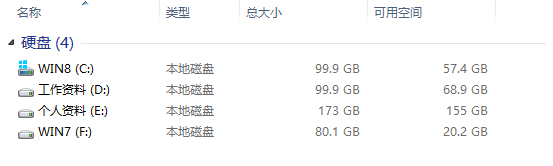 名称 类型 总大小 可用空间
硬盘 (4)
WIN8 (C:) 本地磁盘 99.9 GB 57.4 GB
工作资料 (D:) 本地磁盘 99.9 GB 68.9 GB
个人资料 (E:) 本地磁盘 173 GB 155 GB
WIN7 (F:) 本地磁盘 80.1 GB 20.2 GB